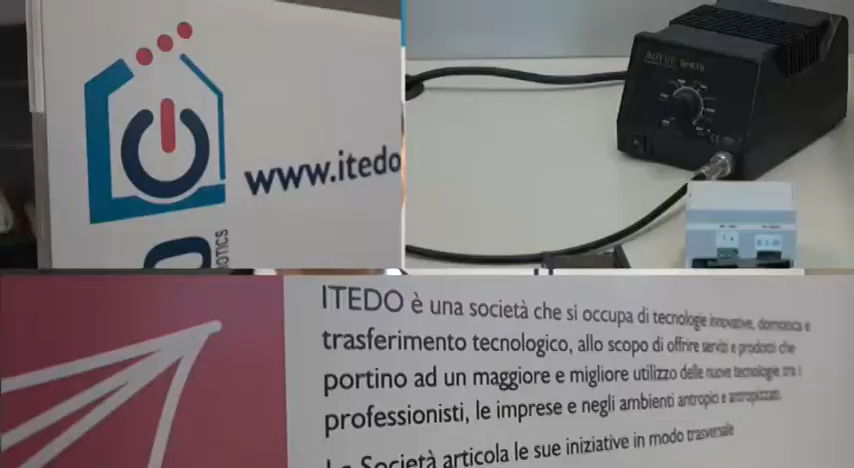 www.itedo
OTICS
ITEDO è una società che si occupa di tecnologie innovative, domotica e
trasferimento tecnologico, allo scopo di offrire servizi e prodotti che
portino ad un maggiore e migliore utilizzo delle nuove tecnologie tra i
professionisti, le imprese e negli ambienti antropici e antropizzati.
Società articola le sue iniziative in modo trasversale